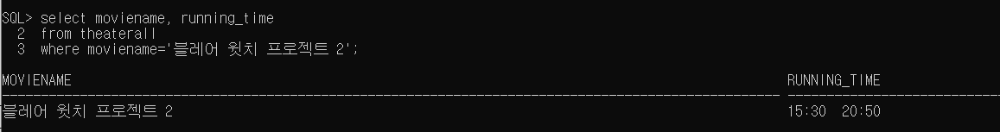 SQL> select moviename, running_time
2 from theaterall
3 where moviename='블레어 윗치 프로젝트 2';
MOVIENAME RUNNING_TIME
블레어 윗치 프로젝트 2 15:30 20:50